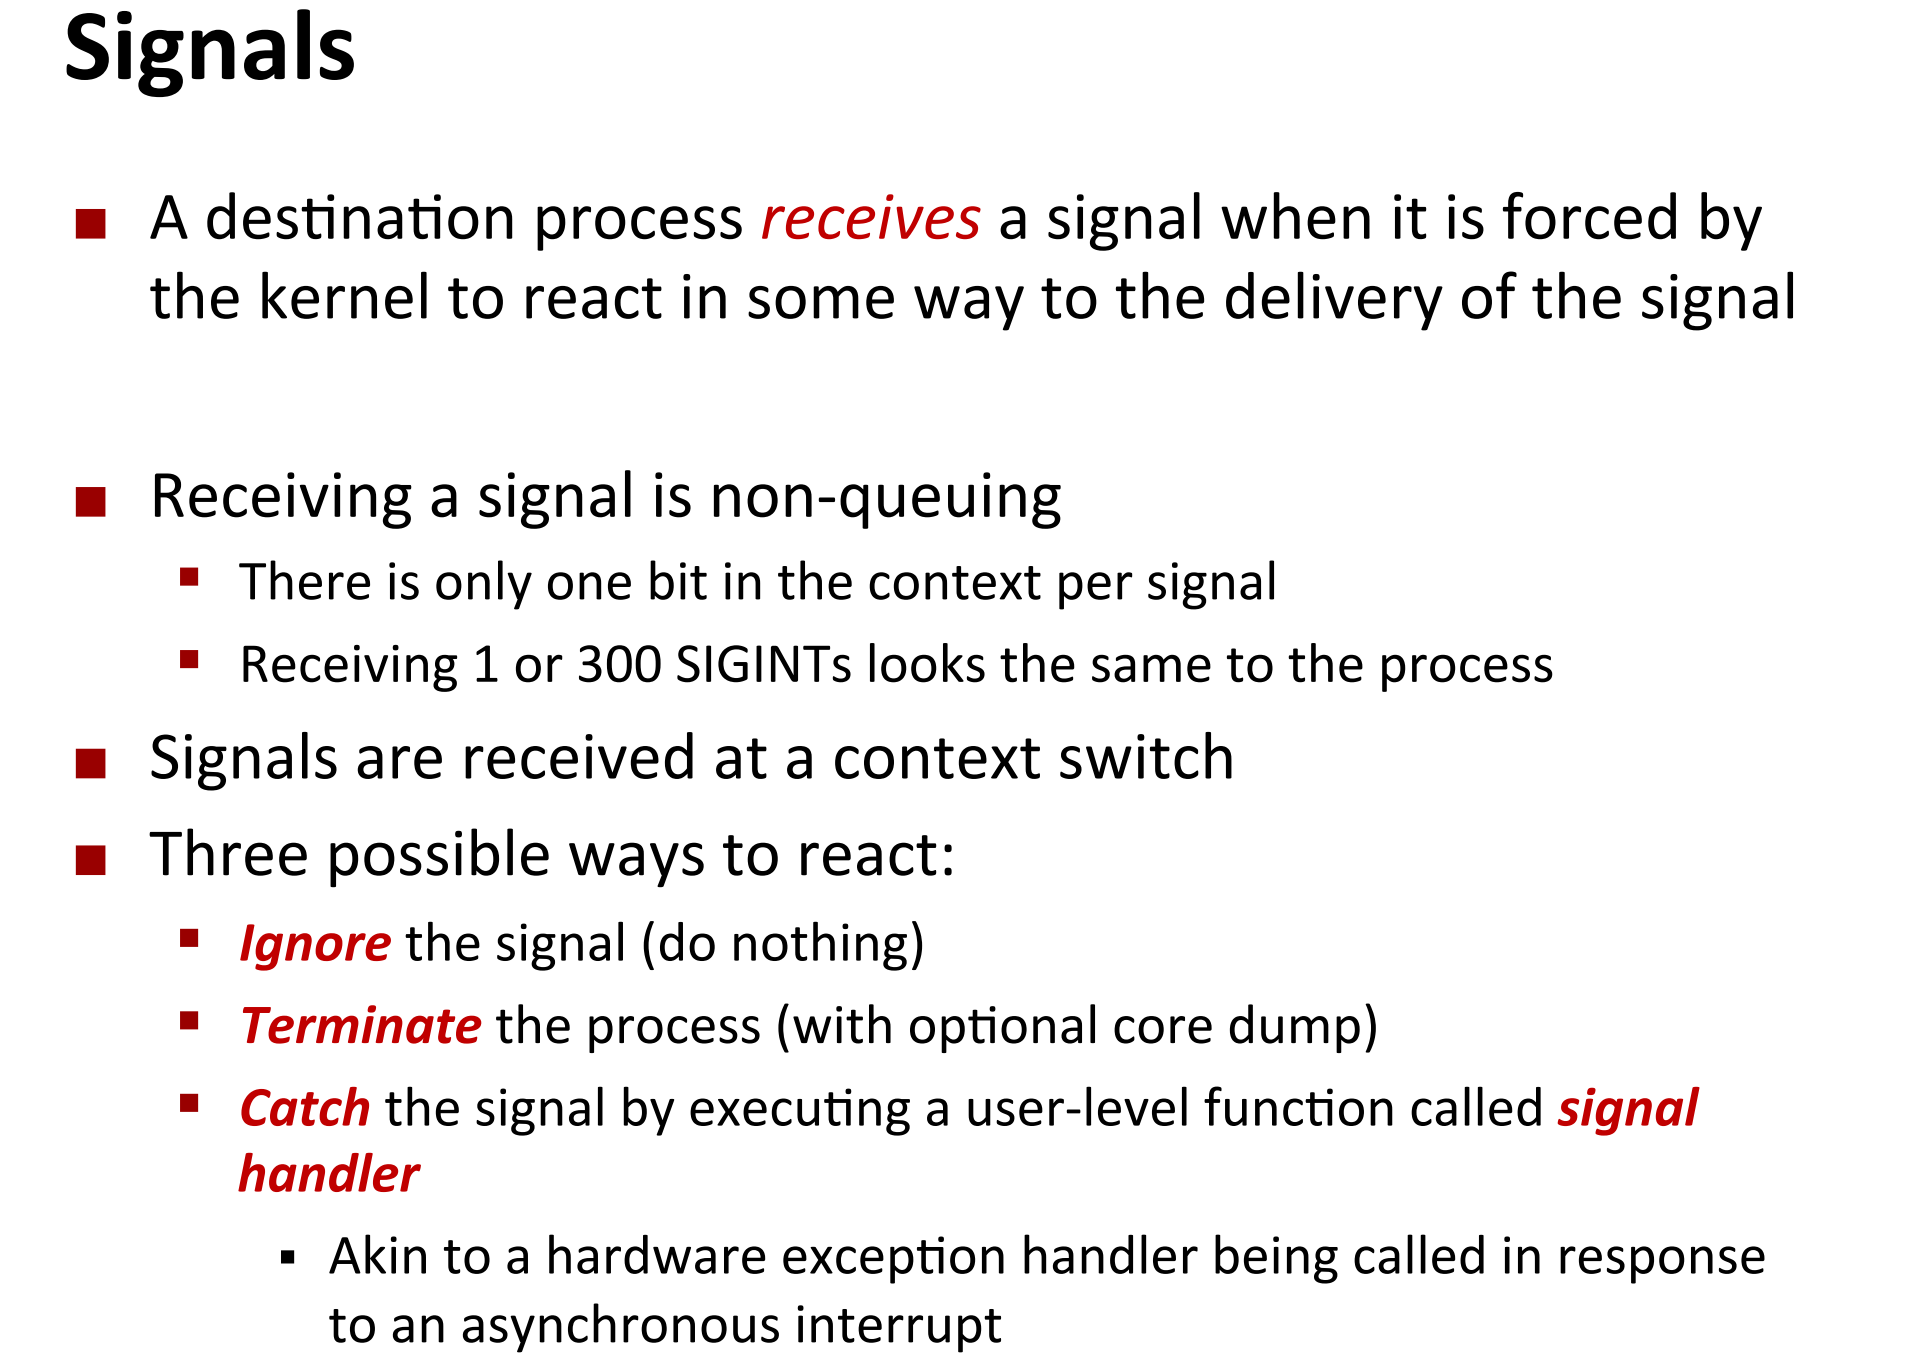 Signals
■ A destination process receives a signal when it is forced by
the kernel to react in some way to the delivery of the signal
■ Receiving a signal is non-queuing
▪ There is only one bit in the context per signal
▪ Receiving 1 or 300 SIGINTs looks the same to the process
■ Signals are received at a context switch
■ Three possible ways to react:
▪ Ignore the signal (do nothing)
▪ Terminate the process (with optional core dump)
▪ Catch the signal by executing a user-level function called signal
handler
▪ Akin to a hardware exception handler being called in response
to an asynchronous interrupt